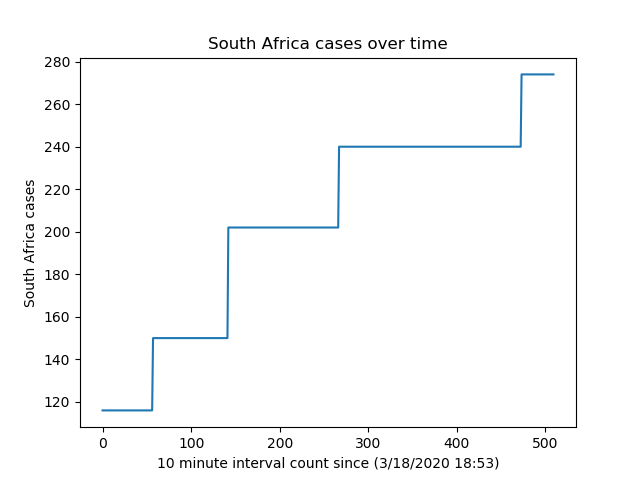 South Africa cases over time
280
260
240
220
200
180
160
140
120
South Africa cases
0 100 200 300 400 500
10 minute interval count since (3/18/2020 18:53)